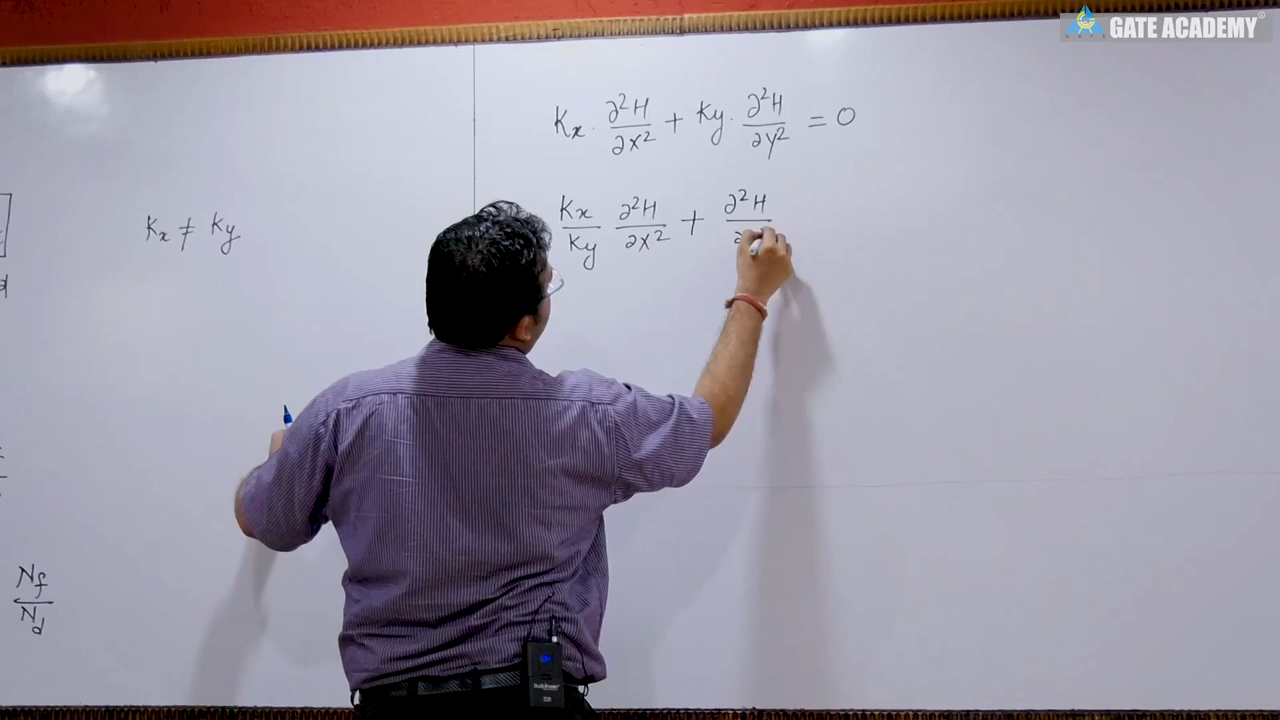 GATE ACADEMY
Kx · ∂²H/∂x² + Ky · ∂²H/∂y² = 0
Kx/Ky ∂²H/∂x² + ∂²H/∂
Kx ≠ Ky
Nf/Nd